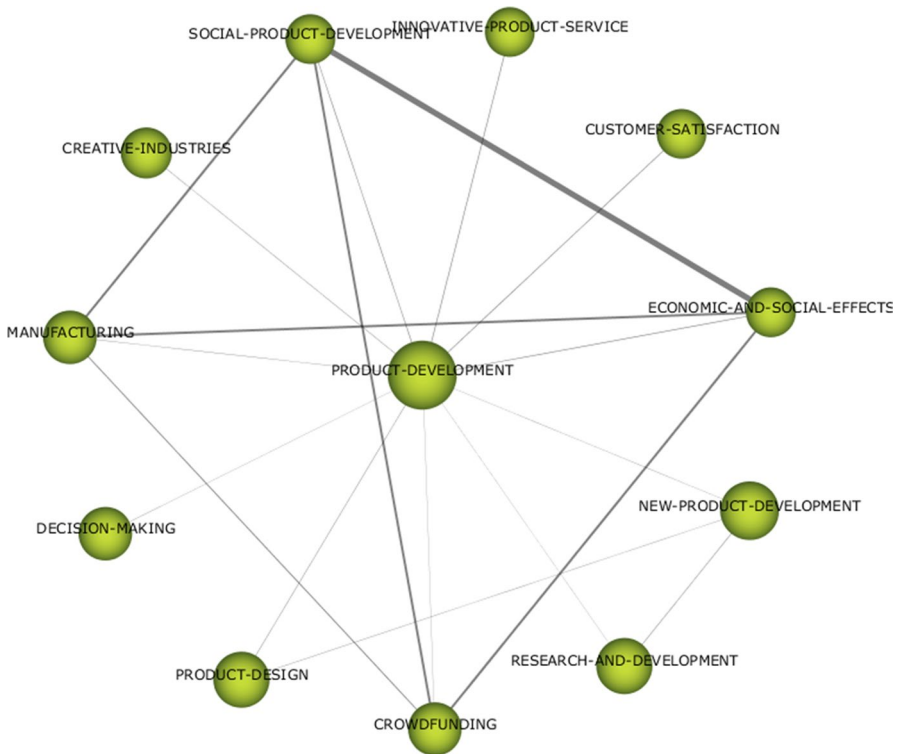 SOCIAL-PRODUCT-DEVELOPMENT
INNOVATIVE-PRODUCT-SERVICE
CUSTOMER-SATISFACTION
CREATIVE-INDUSTRIES
ECONOMIC-AND-SOCIAL-EFFECTS
MANUFACTURING
PRODUCT-DEVELOPMENT
NEW-PRODUCT-DEVELOPMENT
DECISION-MAKING
RESEARCH-AND-DEVELOPMENT
PRODUCT-DESIGN
CROWDFUNDING